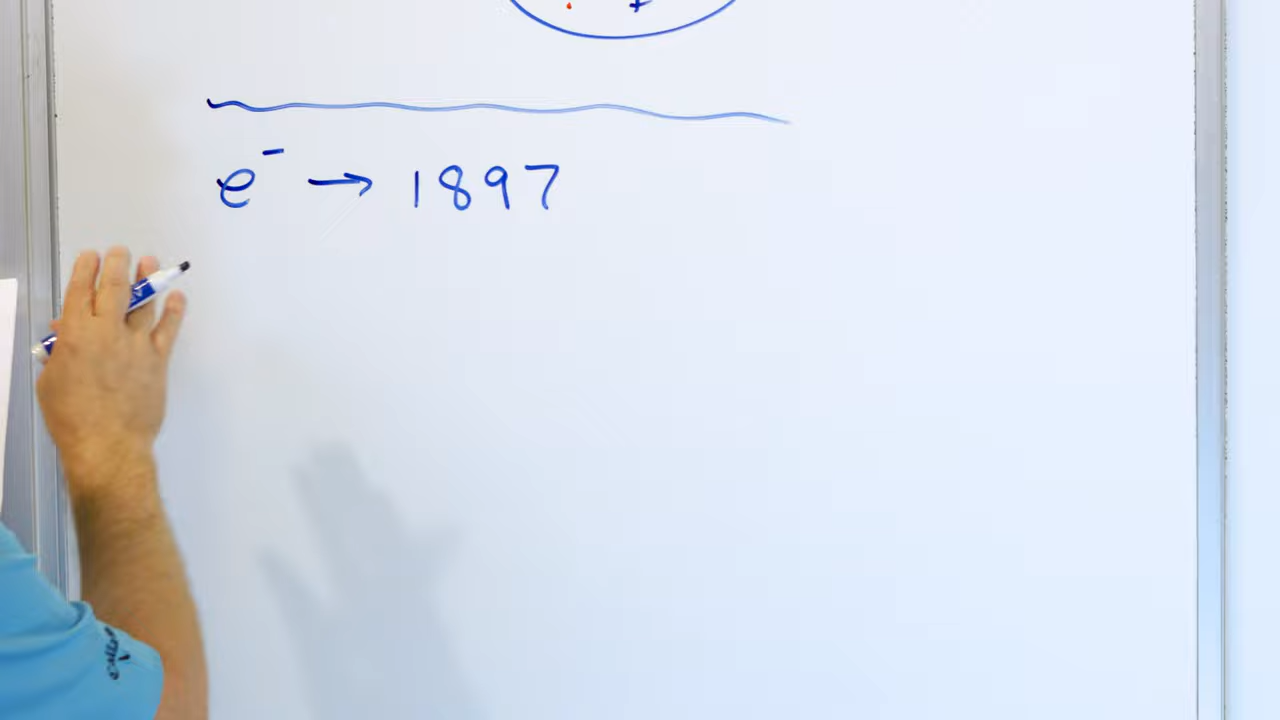 +
e⁻ → 1897